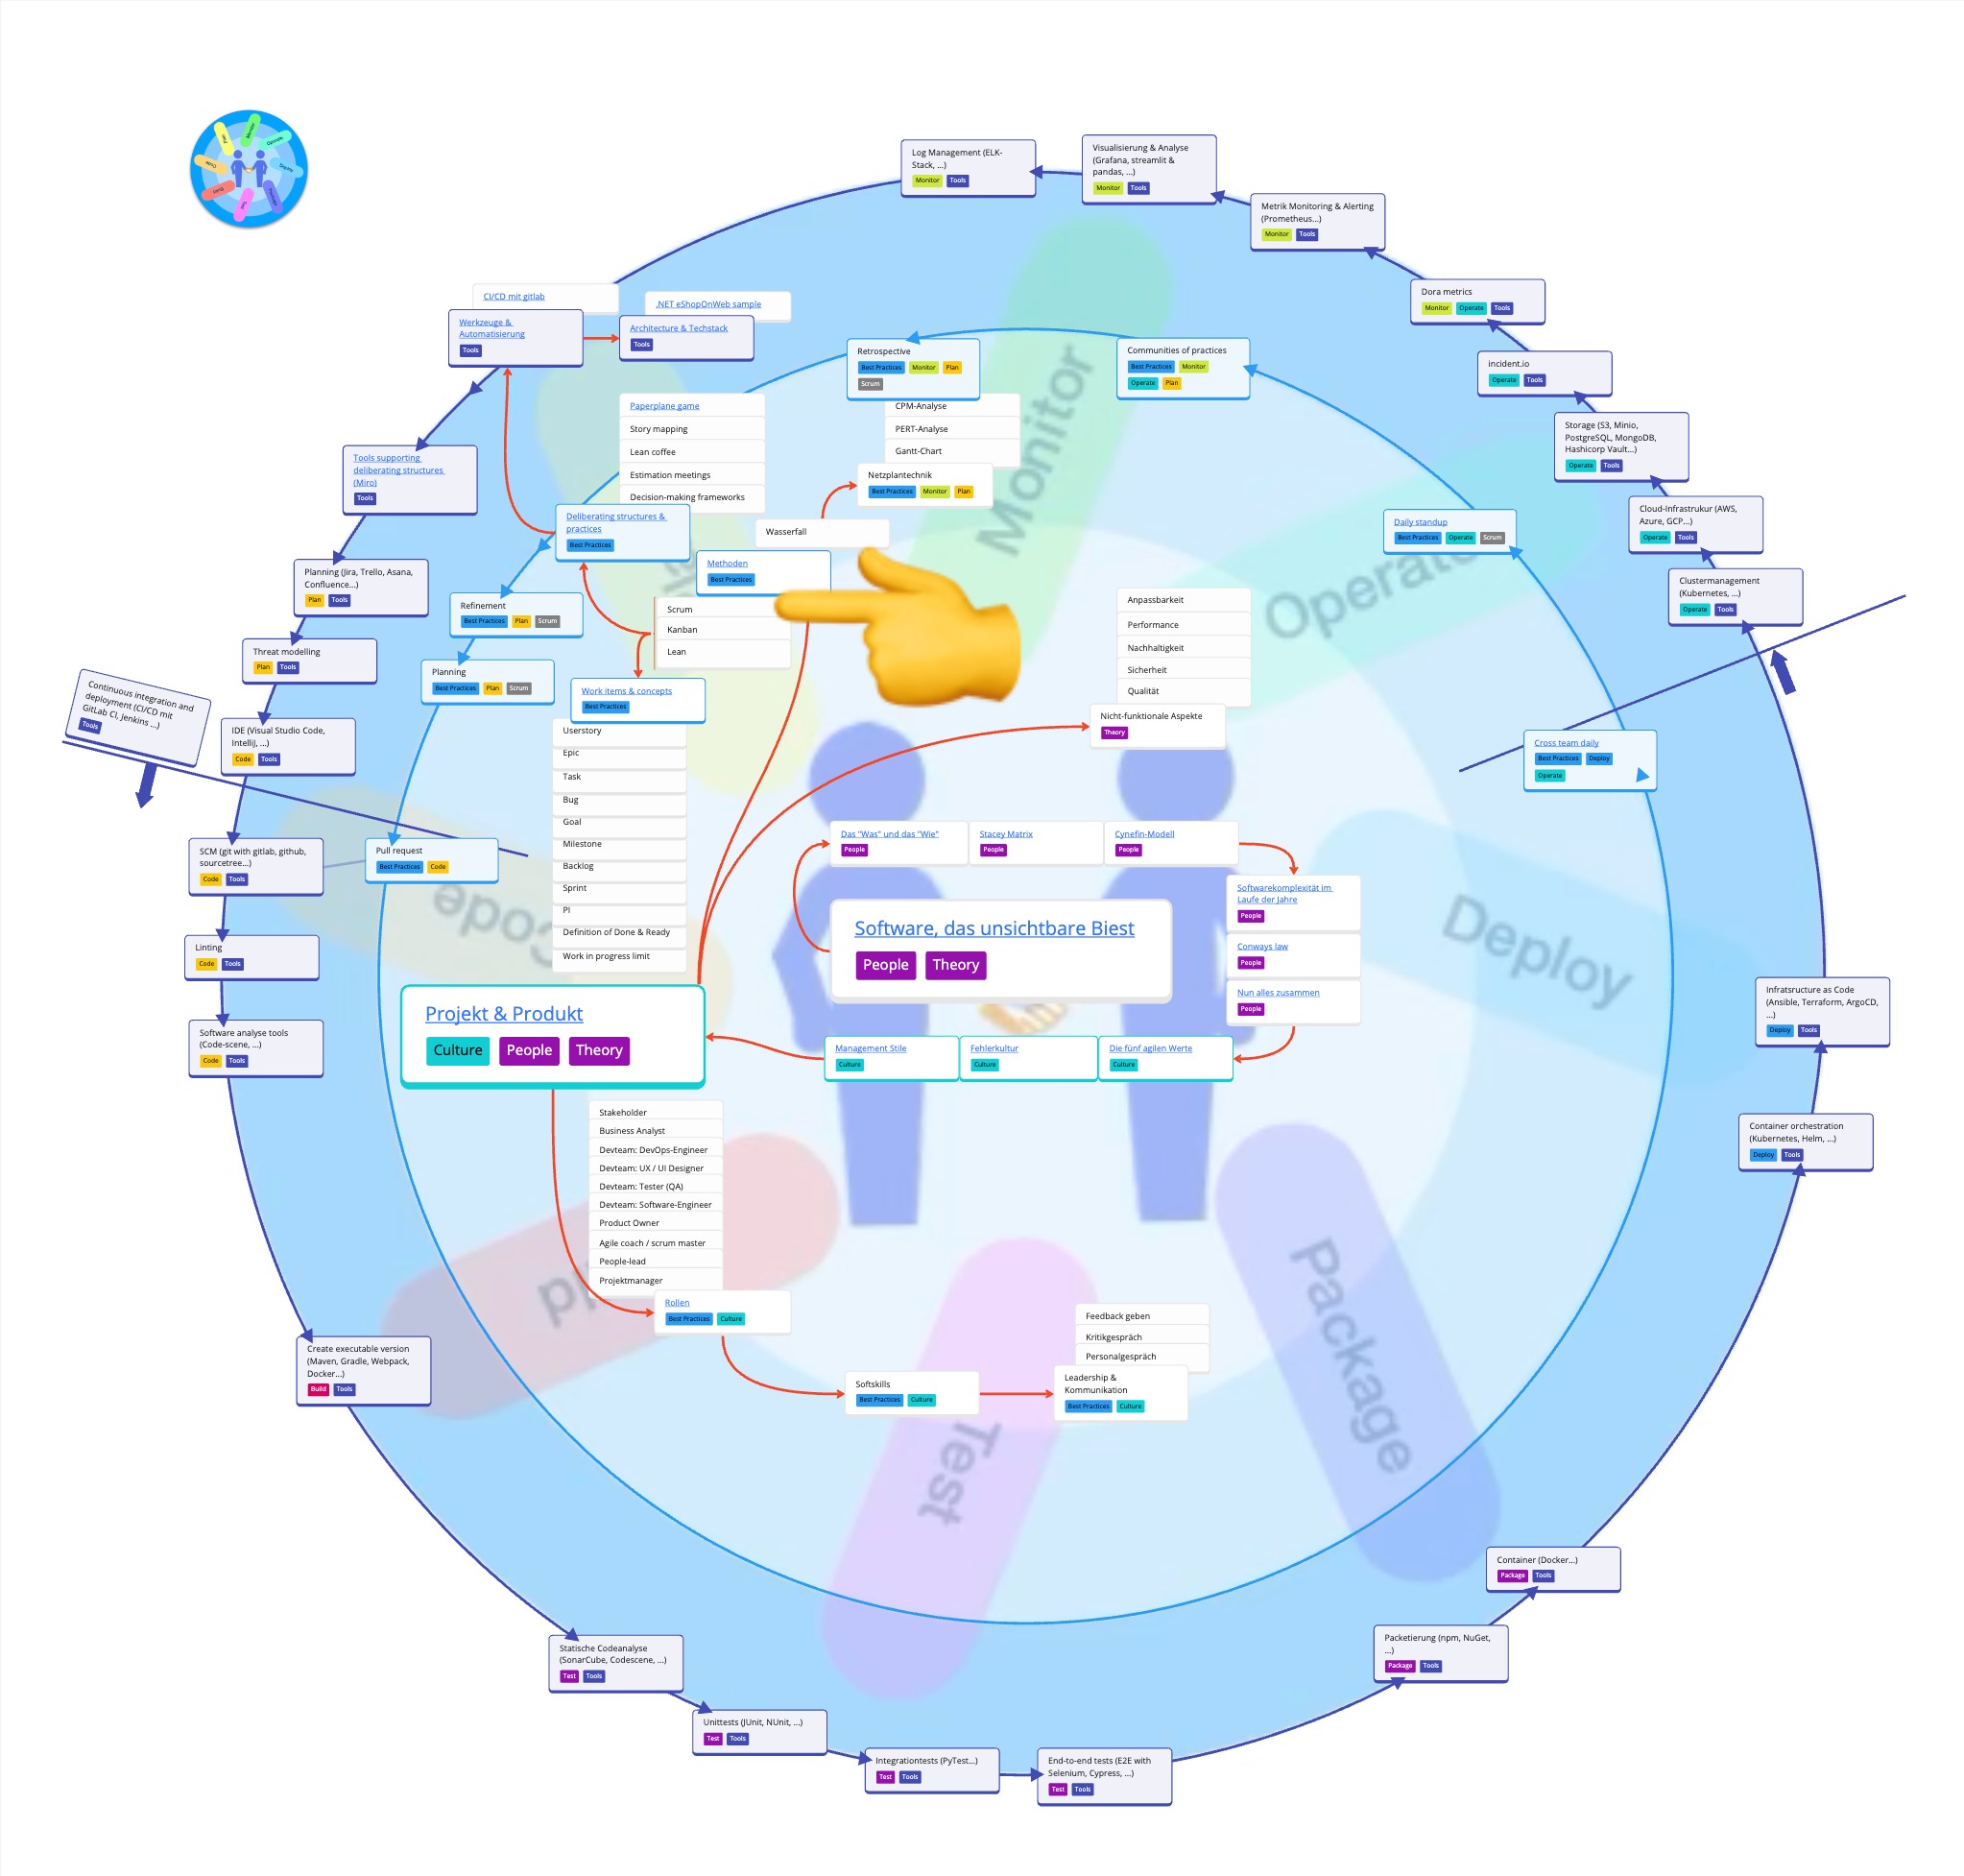 Log Management (ELK-
Stack, ...)
Monitor Tools
Visualisierung & Analyse
(Grafana, streamlit &
pandas, ...)
Monitor Tools
Metrik Monitoring & Alerting
(Prometheus...)
Monitor Tools
Dora metrics
Monitor Operate Tools
incident.io
Operate Tools
Storage (S3, Minio,
PostgreSQL, MongoDB,
Hashicorp Vault...)
Operate Tools
Cloud-Infrastrukur (AWS,
Azure, GCP...)
Operate Tools
Clustermanagement
(Kubernetes, ...)
Operate Tools
CI/CD mit gitlab
Werkzeuge &
Automatisierung
Tools
.NET eShopOnWeb sample
Architecture & Techstack
Tools
Retrospective
Best Practices Monitor Plan
Scrum
Communities of practices
Best Practices Monitor
Operate Plan
Paperplane game
Story mapping
Lean coffee
Estimation meetings
Decision-making frameworks
CPM-Analyse
PERT-Analyse
Gantt-Chart
Netzplantechnik
Best Practices Monitor Plan
Wasserfall
Tools supporting
deliberating structures
(Miro)
Tools
Deliberating structures &
practices
Best Practices
Methoden
Best Practices
Daily standup
Best Practices Operate Scrum
Monitor
Operate
Planning (Jira, Trello, Asana,
Confluence...)
Plan Tools
Refinement
Best Practices Plan Scrum
Scrum
Kanban
Lean
Anpassbarkeit
Performance
Nachhaltigkeit
Sicherheit
Qualität
Nicht-funktionale Aspekte
Theory
Threat modelling
Plan Tools
Planning
Best Practices Plan Scrum
Work items & concepts
Best Practices
Continuous integration and
deployment (CI/CD mit
GitLab CI, Jenkins ...)
Tools
IDE (Visual Studio Code,
Intellij, ...)
Code Tools
Userstory
Epic
Task
Bug
Goal
Milestone
Backlog
Sprint
PI
Definition of Done & Ready
Work in progress limit
Cross team daily
Best Practices Deploy
Operate
SCM (git with gitlab, github,
sourcetree...)
Code Tools
Pull request
Best Practices Code
Das "Was" und das "Wie"
People
Stacey Matrix
People
Cynefin-Modell
People
Code
Deploy
Software, das unsichtbare Biest
People Theory
Softwarekomplexität im
Laufe der Jahre
People
Conways law
People
Nun alles zusammen
People
Linting
Code Tools
Software analyse tools
(Code-scene, ...)
Code Tools
Projekt & Produkt
Culture People Theory
Management Stile
Culture
Fehlerkultur
Culture
Die fünf agilen Werte
Culture
Infratsructure as Code
(Ansible, Terraform, ArgoCD,
...)
Deploy Tools
Container orchestration
(Kubernetes, Helm, ...)
Deploy Tools
Stakeholder
Business Analyst
Devteam: DevOps-Engineer
Devteam: UX / UI Designer
Devteam: Tester (QA)
Devteam: Software-Engineer
Product Owner
Agile coach / scrum master
People-lead
Projektmanager
Rollen
Best Practices Culture
Feedback geben
Kritikgespräch
Personalgespräch
Softskills
Best Practices Culture
Leadership &
Kommunikation
Best Practices Culture
Create executable version
(Maven, Gradle, Webpack,
Docker...)
Build Tools
Test
Package
Container (Docker...)
Package Tools
Statische Codeanalyse
(SonarCube, Codescene, ...)
Test Tools
Packetierung (npm, NuGet,
...)
Package Tools
Unittests (JUnit, NUnit, ...)
Test Tools
Integrationtests (PyTest...)
Test Tools
End-to-end tests (E2E with
Selenium, Cypress, ...)
Test Tools